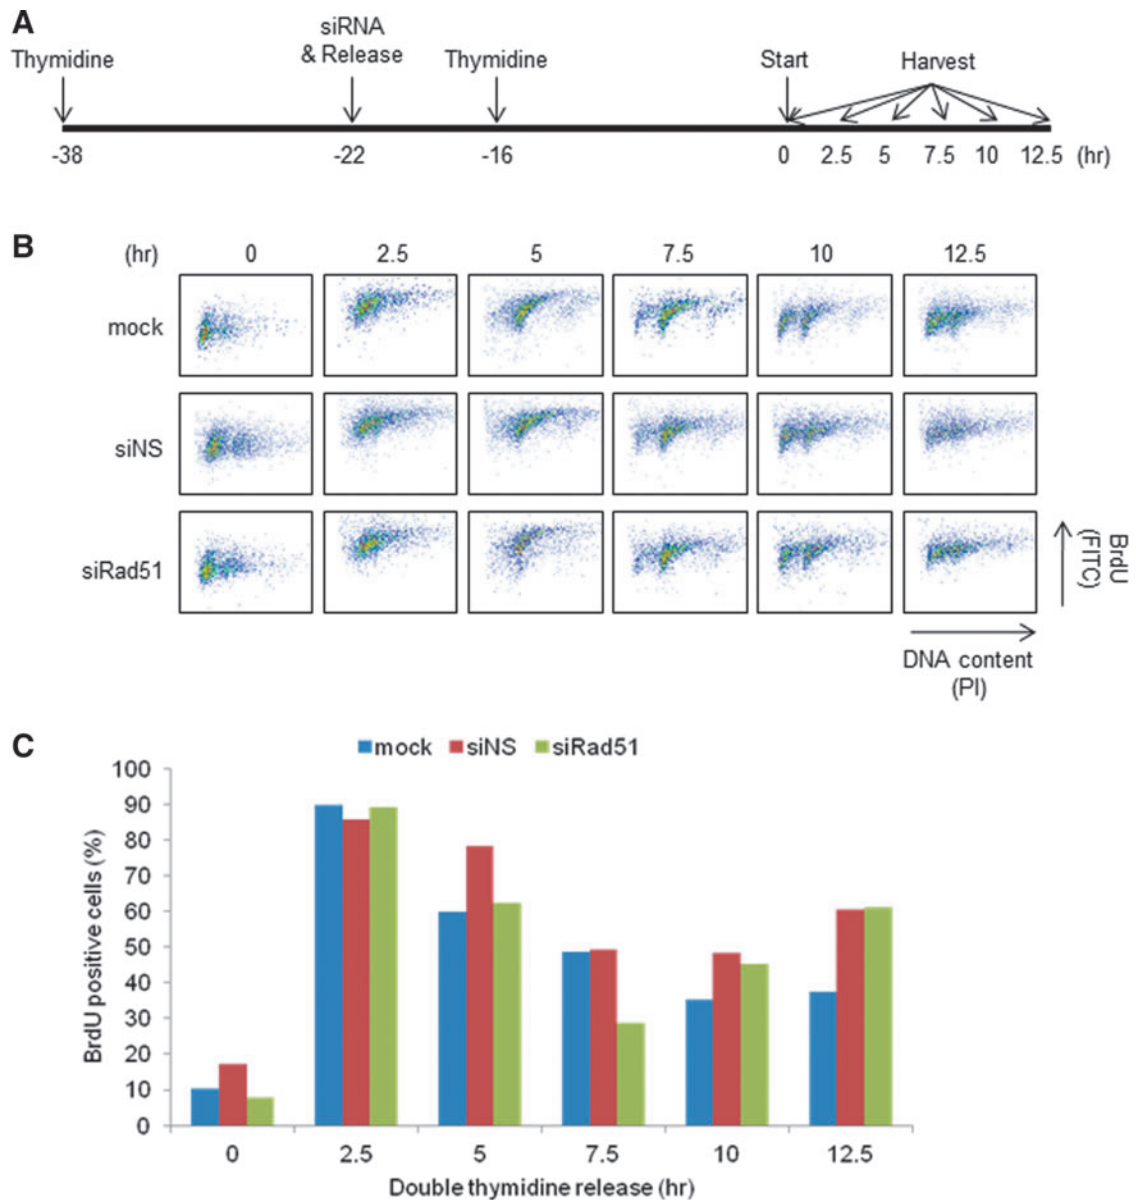 A
Thymidine
siRNA
& Release
Thymidine
Start
Harvest
-38
-22
-16
0
2.5
5
7.5
10
12.5
(hr)
B
(hr)
0
2.5
5
7.5
10
12.5
mock
siNS
siRad51
BrdU
(FITC)
DNA content
(PI)
C
mock
siNS
siRad51
BrdU positive cells (%)
100
90
80
70
60
50
40
30
20
10
0
0
2.5
5
7.5
10
12.5
Double thymidine release (hr)